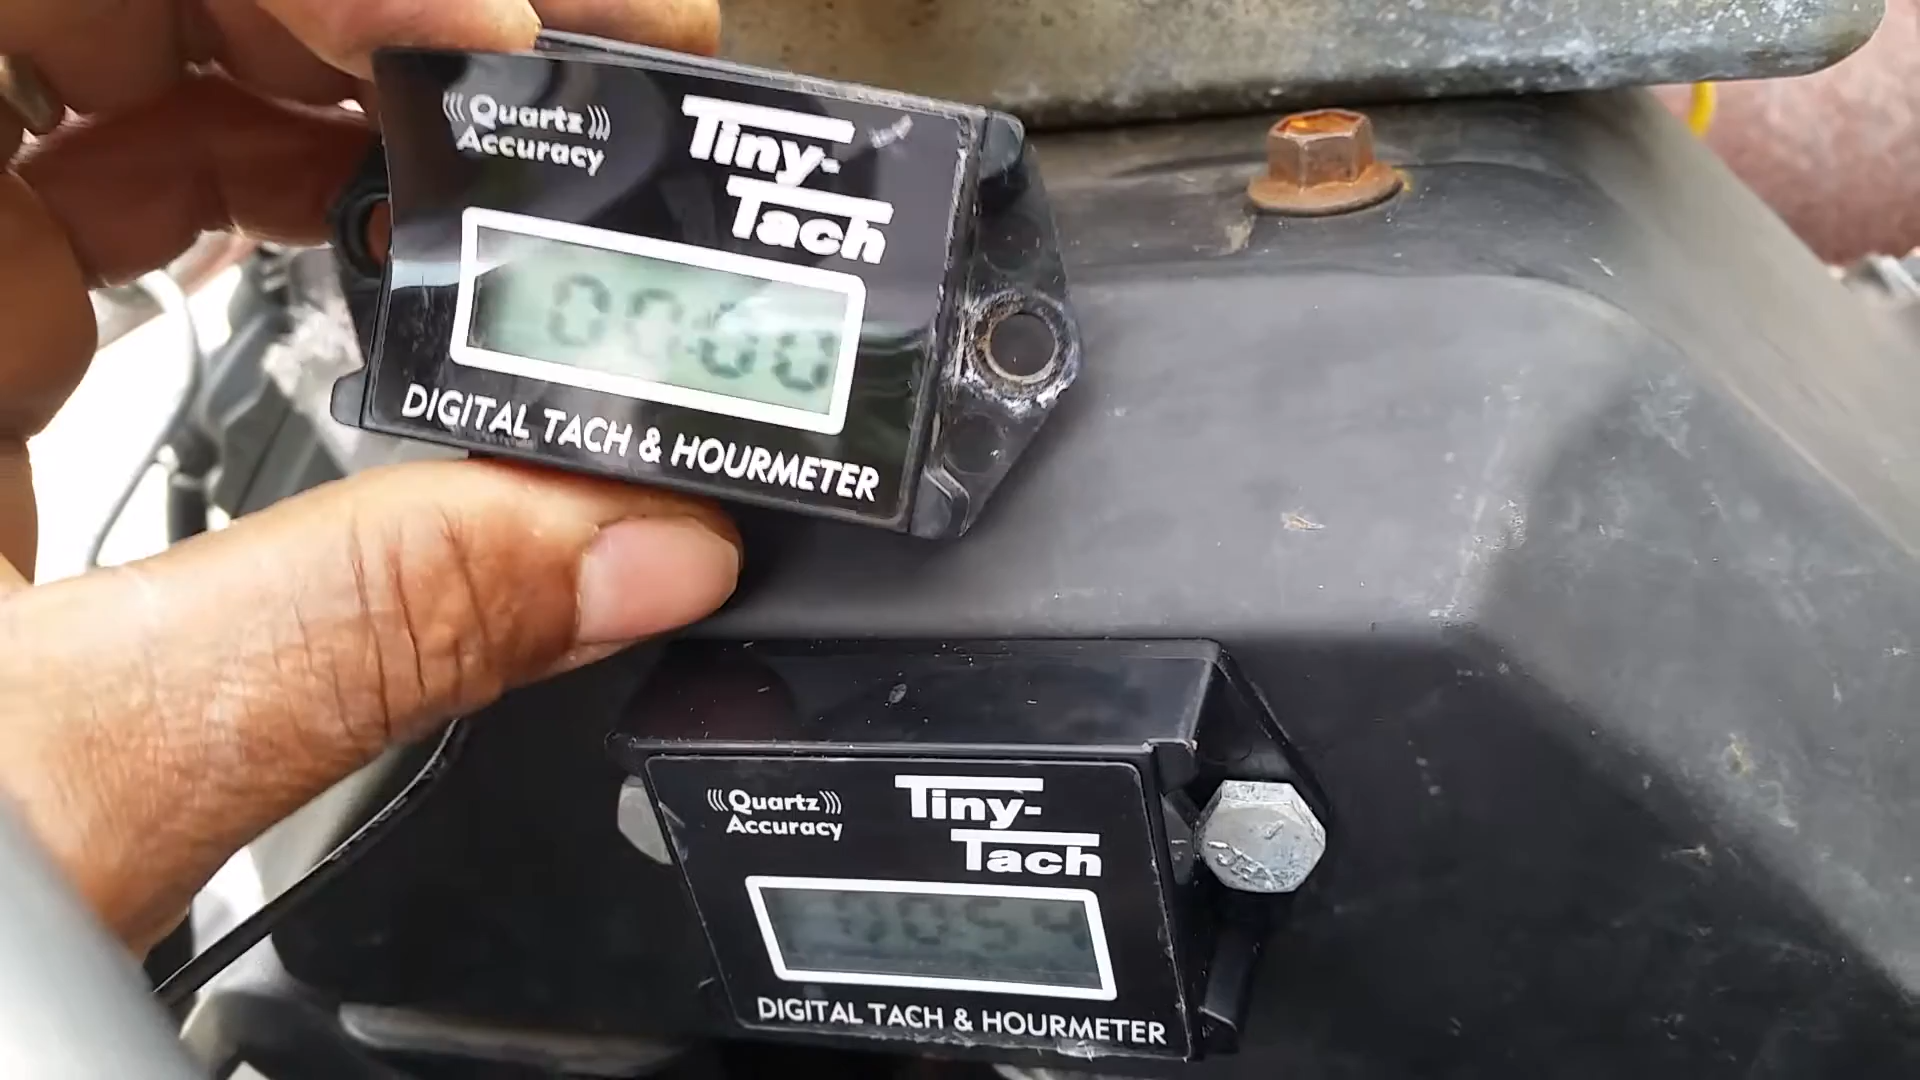 (((Quartz)))
Accuracy
Tiny-
Tach
00:00
DIGITAL TACH & HOURMETER
(((Quartz)))
Accuracy
Tiny-
Tach
DIGITAL TACH & HOURMETER